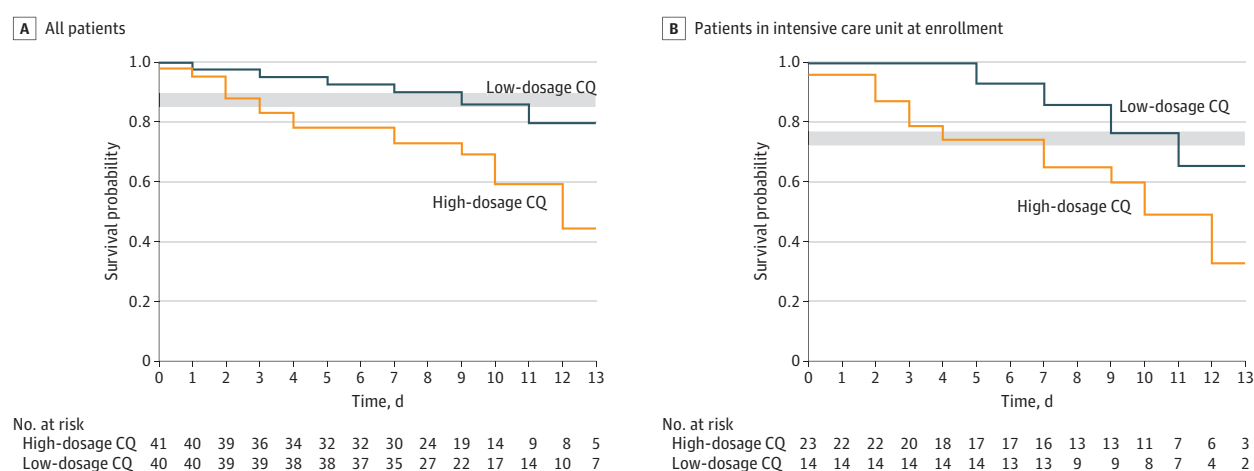 A All patients
1.0
0.8
0.6
0.4
0.2
0
Survival probability
Low-dosage CQ
High-dosage CQ
0 1 2 3 4 5 6 7 8 9 10 11 12 13
Time, d
No. at risk
High-dosage CQ 41 40 39 36 34 32 32 30 24 19 14 9 8 5
Low-dosage CQ 40 40 39 39 38 38 37 35 27 22 17 14 10 7
B Patients in intensive care unit at enrollment
1.0
0.8
0.6
0.4
0.2
0
Survival probability
Low-dosage CQ
High-dosage CQ
0 1 2 3 4 5 6 7 8 9 10 11 12 13
Time, d
No. at risk
High-dosage CQ 23 22 22 20 18 17 17 16 13 13 11 7 6 3
Low-dosage CQ 14 14 14 14 14 14 13 13 9 9 8 7 4 2